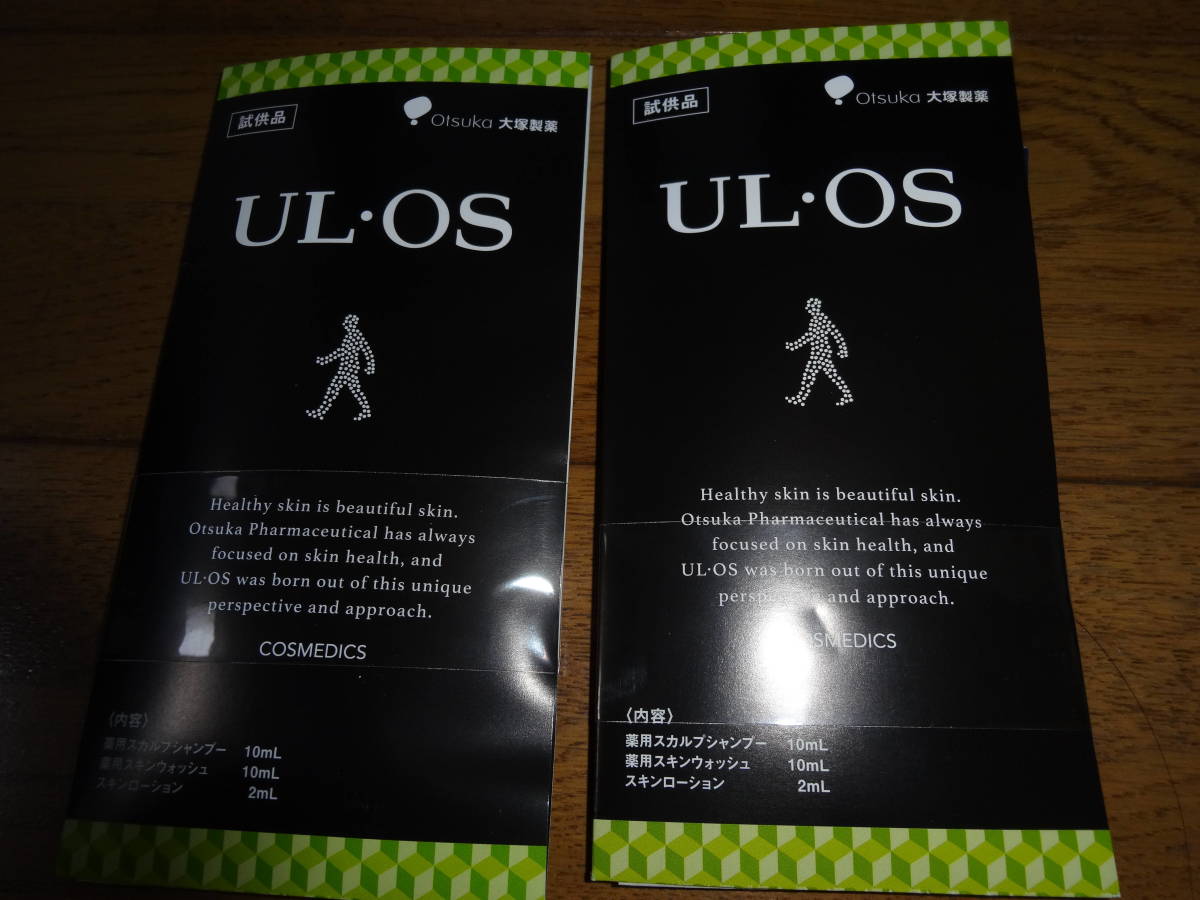 試供品
Otsuka 大塚製薬
UL·OS
Healthy skin is beautiful skin.
Otsuka Pharmaceutical has always
focused on skin health, and
UL·OS was born out of this unique
perspective and approach.
COSMEDICS
〈内容〉
薬用スカルプシャンプー 10mL
薬用スキンウォッシュ 10mL
スキンローション 2mL
試供品
Otsuka 大塚製薬
UL·OS
Healthy skin is beautiful skin.
Otsuka Pharmaceutical has always
focused on skin health, and
UL·OS was born out of this unique
perspective and approach.
COSMEDICS
〈内容〉
薬用スカルプシャンプー 10mL
薬用スキンウォッシュ 10mL
スキンローション 2mL